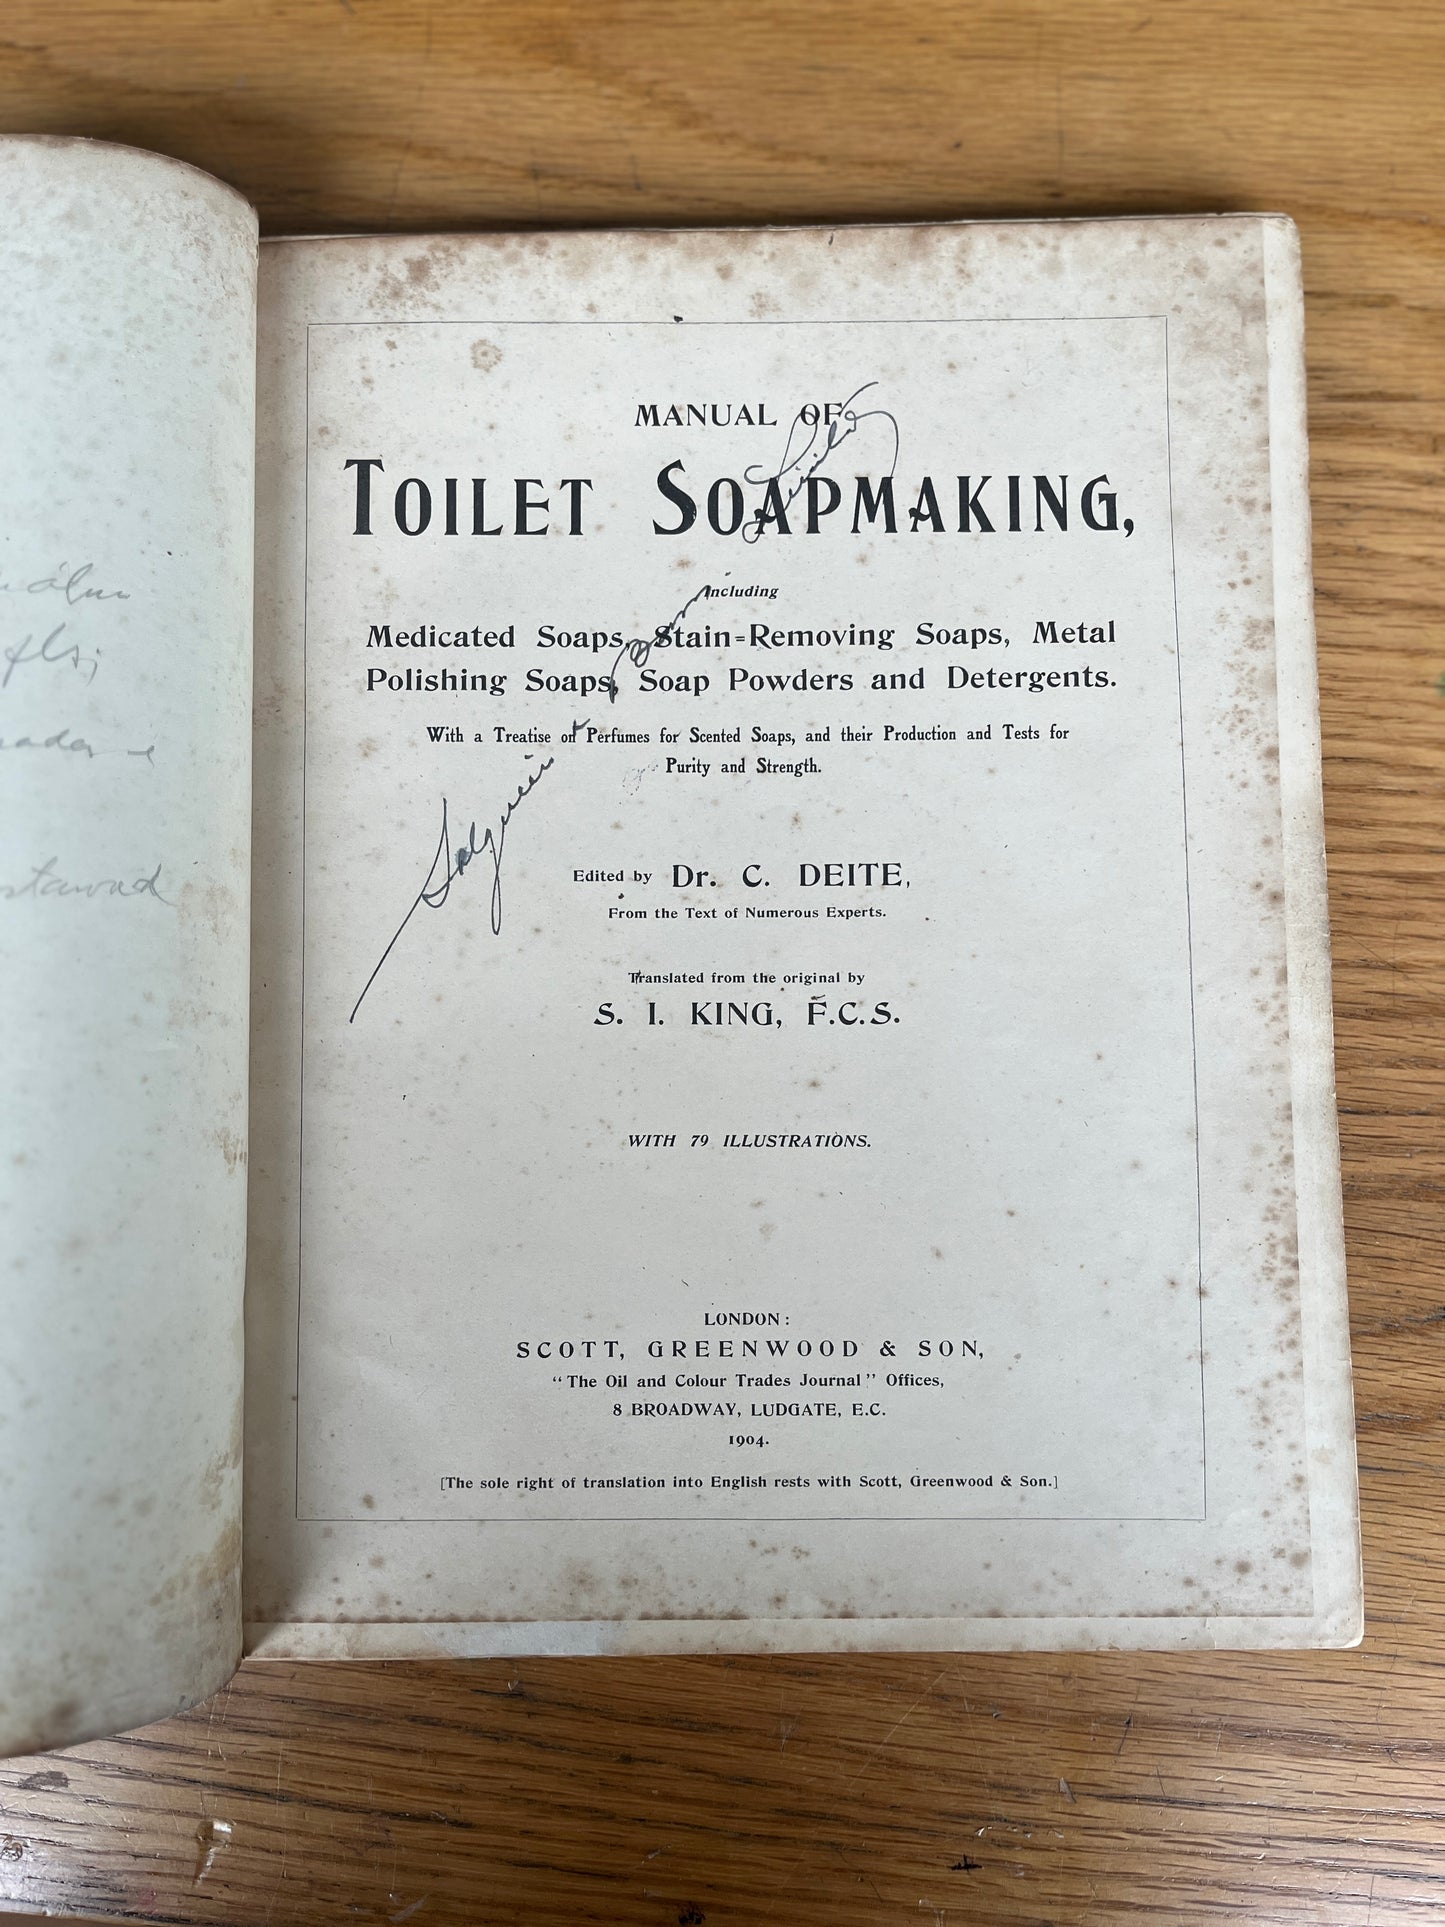 MANUAL OF
TOILET SOAPMAKING,
Including
Medicated Soaps, Stain=Removing Soaps, Metal
Polishing Soaps, Soap Powders and Detergents.
With a Treatise on Perfumes for Scented Soaps, and their Production and Tests for
Purity and Strength.
Edited by Dr. C. DEITE,
From the Text of Numerous Experts.
Translated from the original by
S. I. KING, F.C.S.
WITH 79 ILLUSTRATIONS.
LONDON:
SCOTT, GREENWOOD & SON,
“The Oil and Colour Trades Journal” Offices,
8 BROADWAY, LUDGATE, E.C.
1904.
[The sole right of translation into English rests with Scott, Greenwood & Son.]